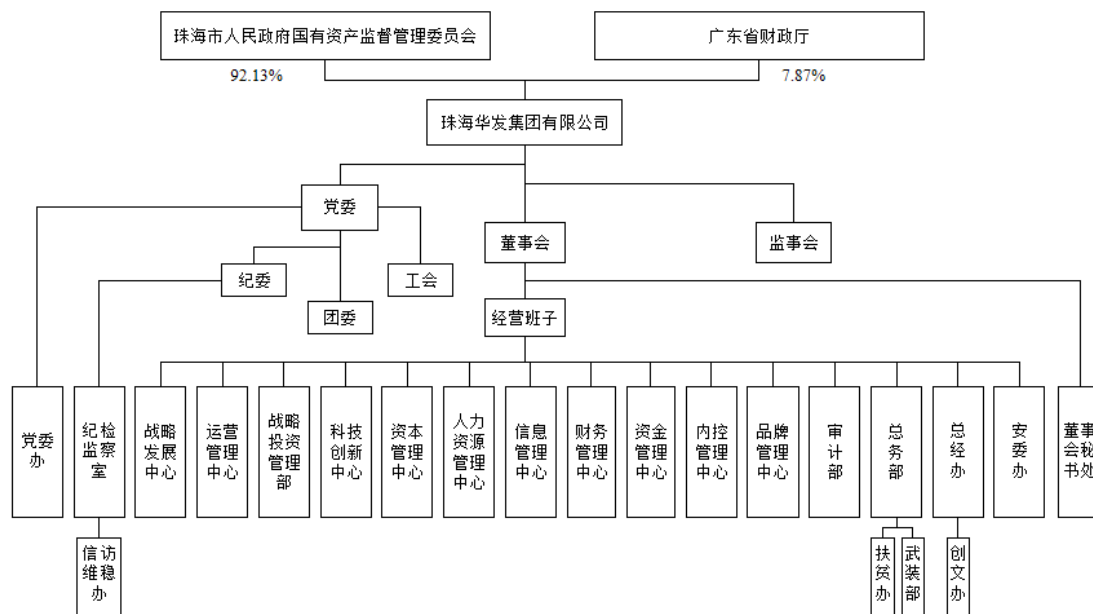 珠海市人民政府国有资产监督管理委员会
广东省财政厅
92.13%
7.87%
珠海华发集团有限公司
党委
董事会
监事会
纪委
工会
团委
经营班子
党委
办
纪检
监察
室
战略
发展
中心
运营
管理
中心
战略
投资
管理
部
科技
创新
中心
资本
管理
中心
人力
资源
管理
中心
信息
管理
中心
财务
管理
中心
资金
管理
中心
内控
管理
中心
品牌
管理
中心
审
计
部
总
务
部
总
经
办
安
委
办
董事
会秘
书处
信访
维稳
办
扶
贫
办
武
装
部
创
文
办